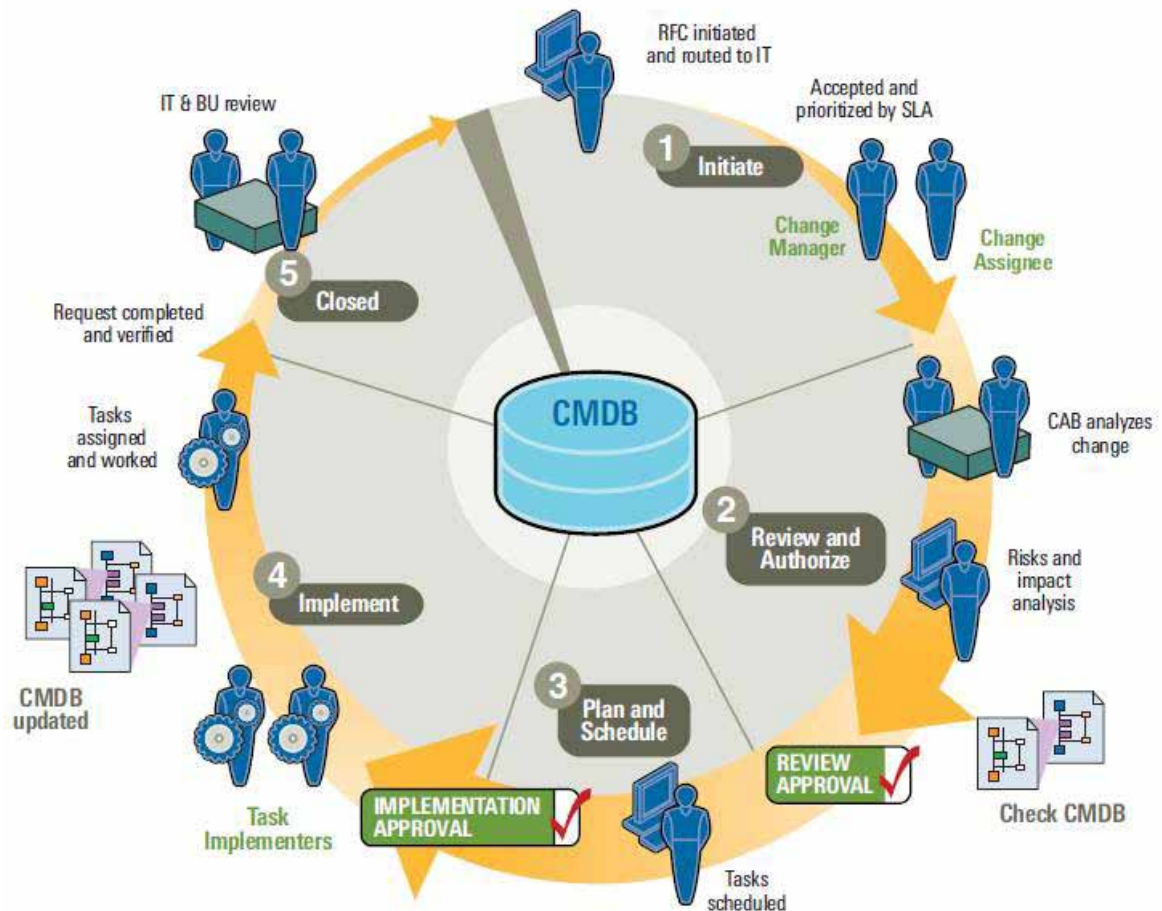 RFC initiated
and routed to IT
Accepted and
prioritized by SLA
1
Initiate
Change
Manager
Change
Assignee
CMDB
CAB analyzes
change
2
Review and
Authorize
Risks and
impact
analysis
Check CMDB
REVIEW
APPROVAL
3
Plan and
Schedule
Tasks
scheduled
IMPLEMENTATION
APPROVAL
Task
Implementers
4
Implement
CMDB
updated
Tasks
assigned
and worked
Request completed
and verified
5
Closed
IT & BU review